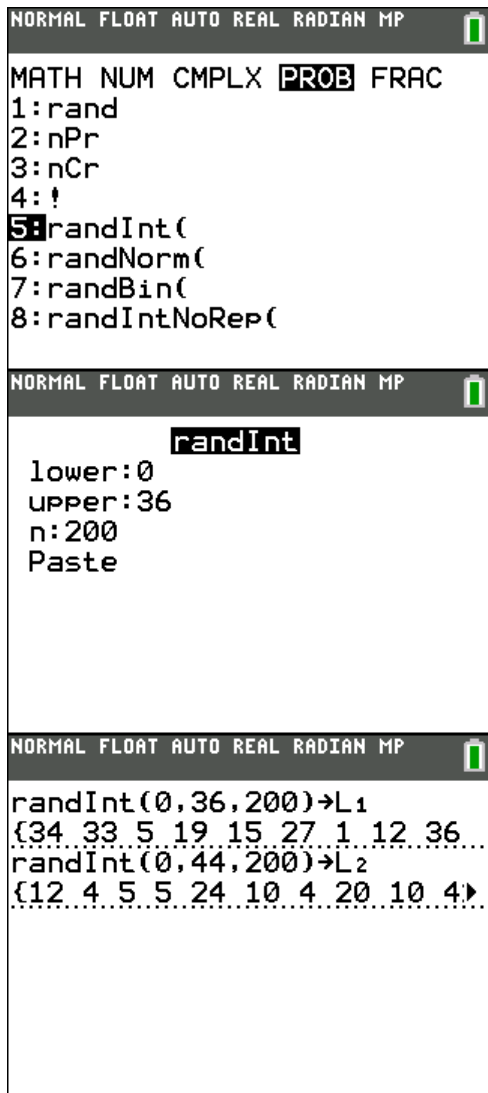 NORMAL FLOAT AUTO REAL RADIAN MP
MATH NUM CMPLX PROB FRAC
1:rand
2:nPr
3:nCr
4:!
5:randInt(
6:randNorm(
7:randBin(
8:randIntNoRep(
NORMAL FLOAT AUTO REAL RADIAN MP
randInt
lower:0
upper:36
n:200
Paste
NORMAL FLOAT AUTO REAL RADIAN MP
randInt(0,36,200)→L₁
{34 33 5 19 15 27 1 12 36...
randInt(0,44,200)→L₂
{12 4 5 5 24 10 4 20 10